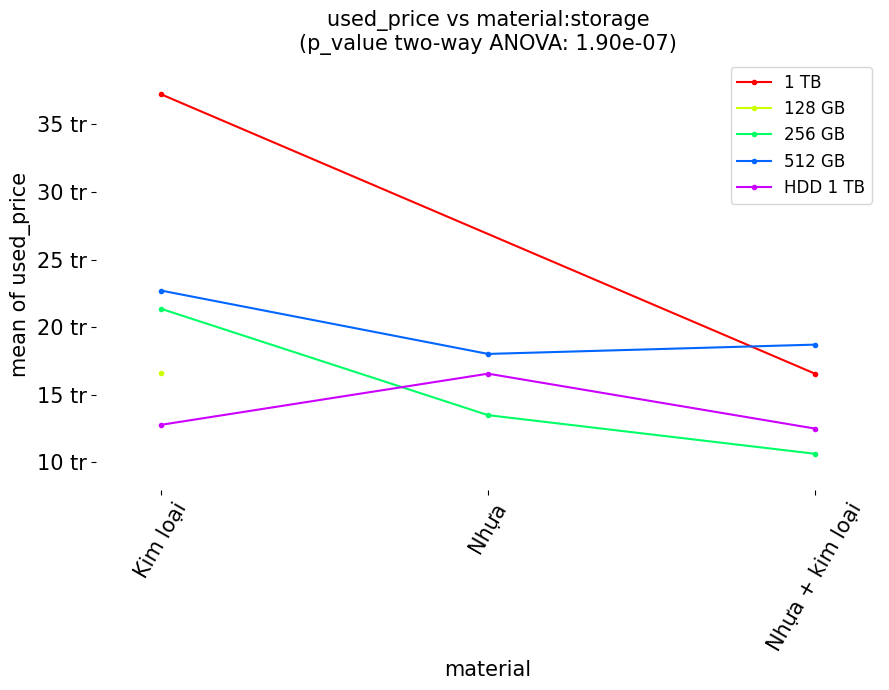 used_price vs material:storage
(p_value two-way ANOVA: 1.90e-07)
1 TB
128 GB
256 GB
512 GB
HDD 1 TB
mean of used_price
35 tr
30 tr
25 tr
20 tr
15 tr
10 tr
Kim loại
Nhựa
Nhựa + kim loại
material